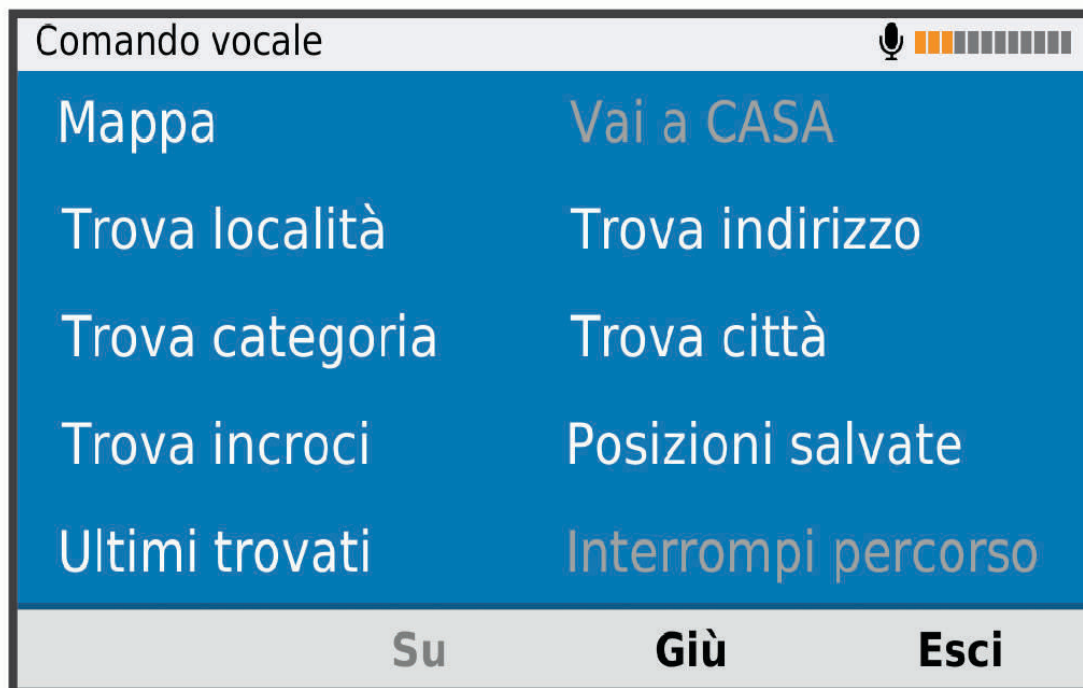 Comando vocale
Mappa Vai a CASA
Trova località Trova indirizzo
Trova categoria Trova città
Trova incroci Posizioni salvate
Ultimi trovati Interrompi percorso
Su Giù Esci